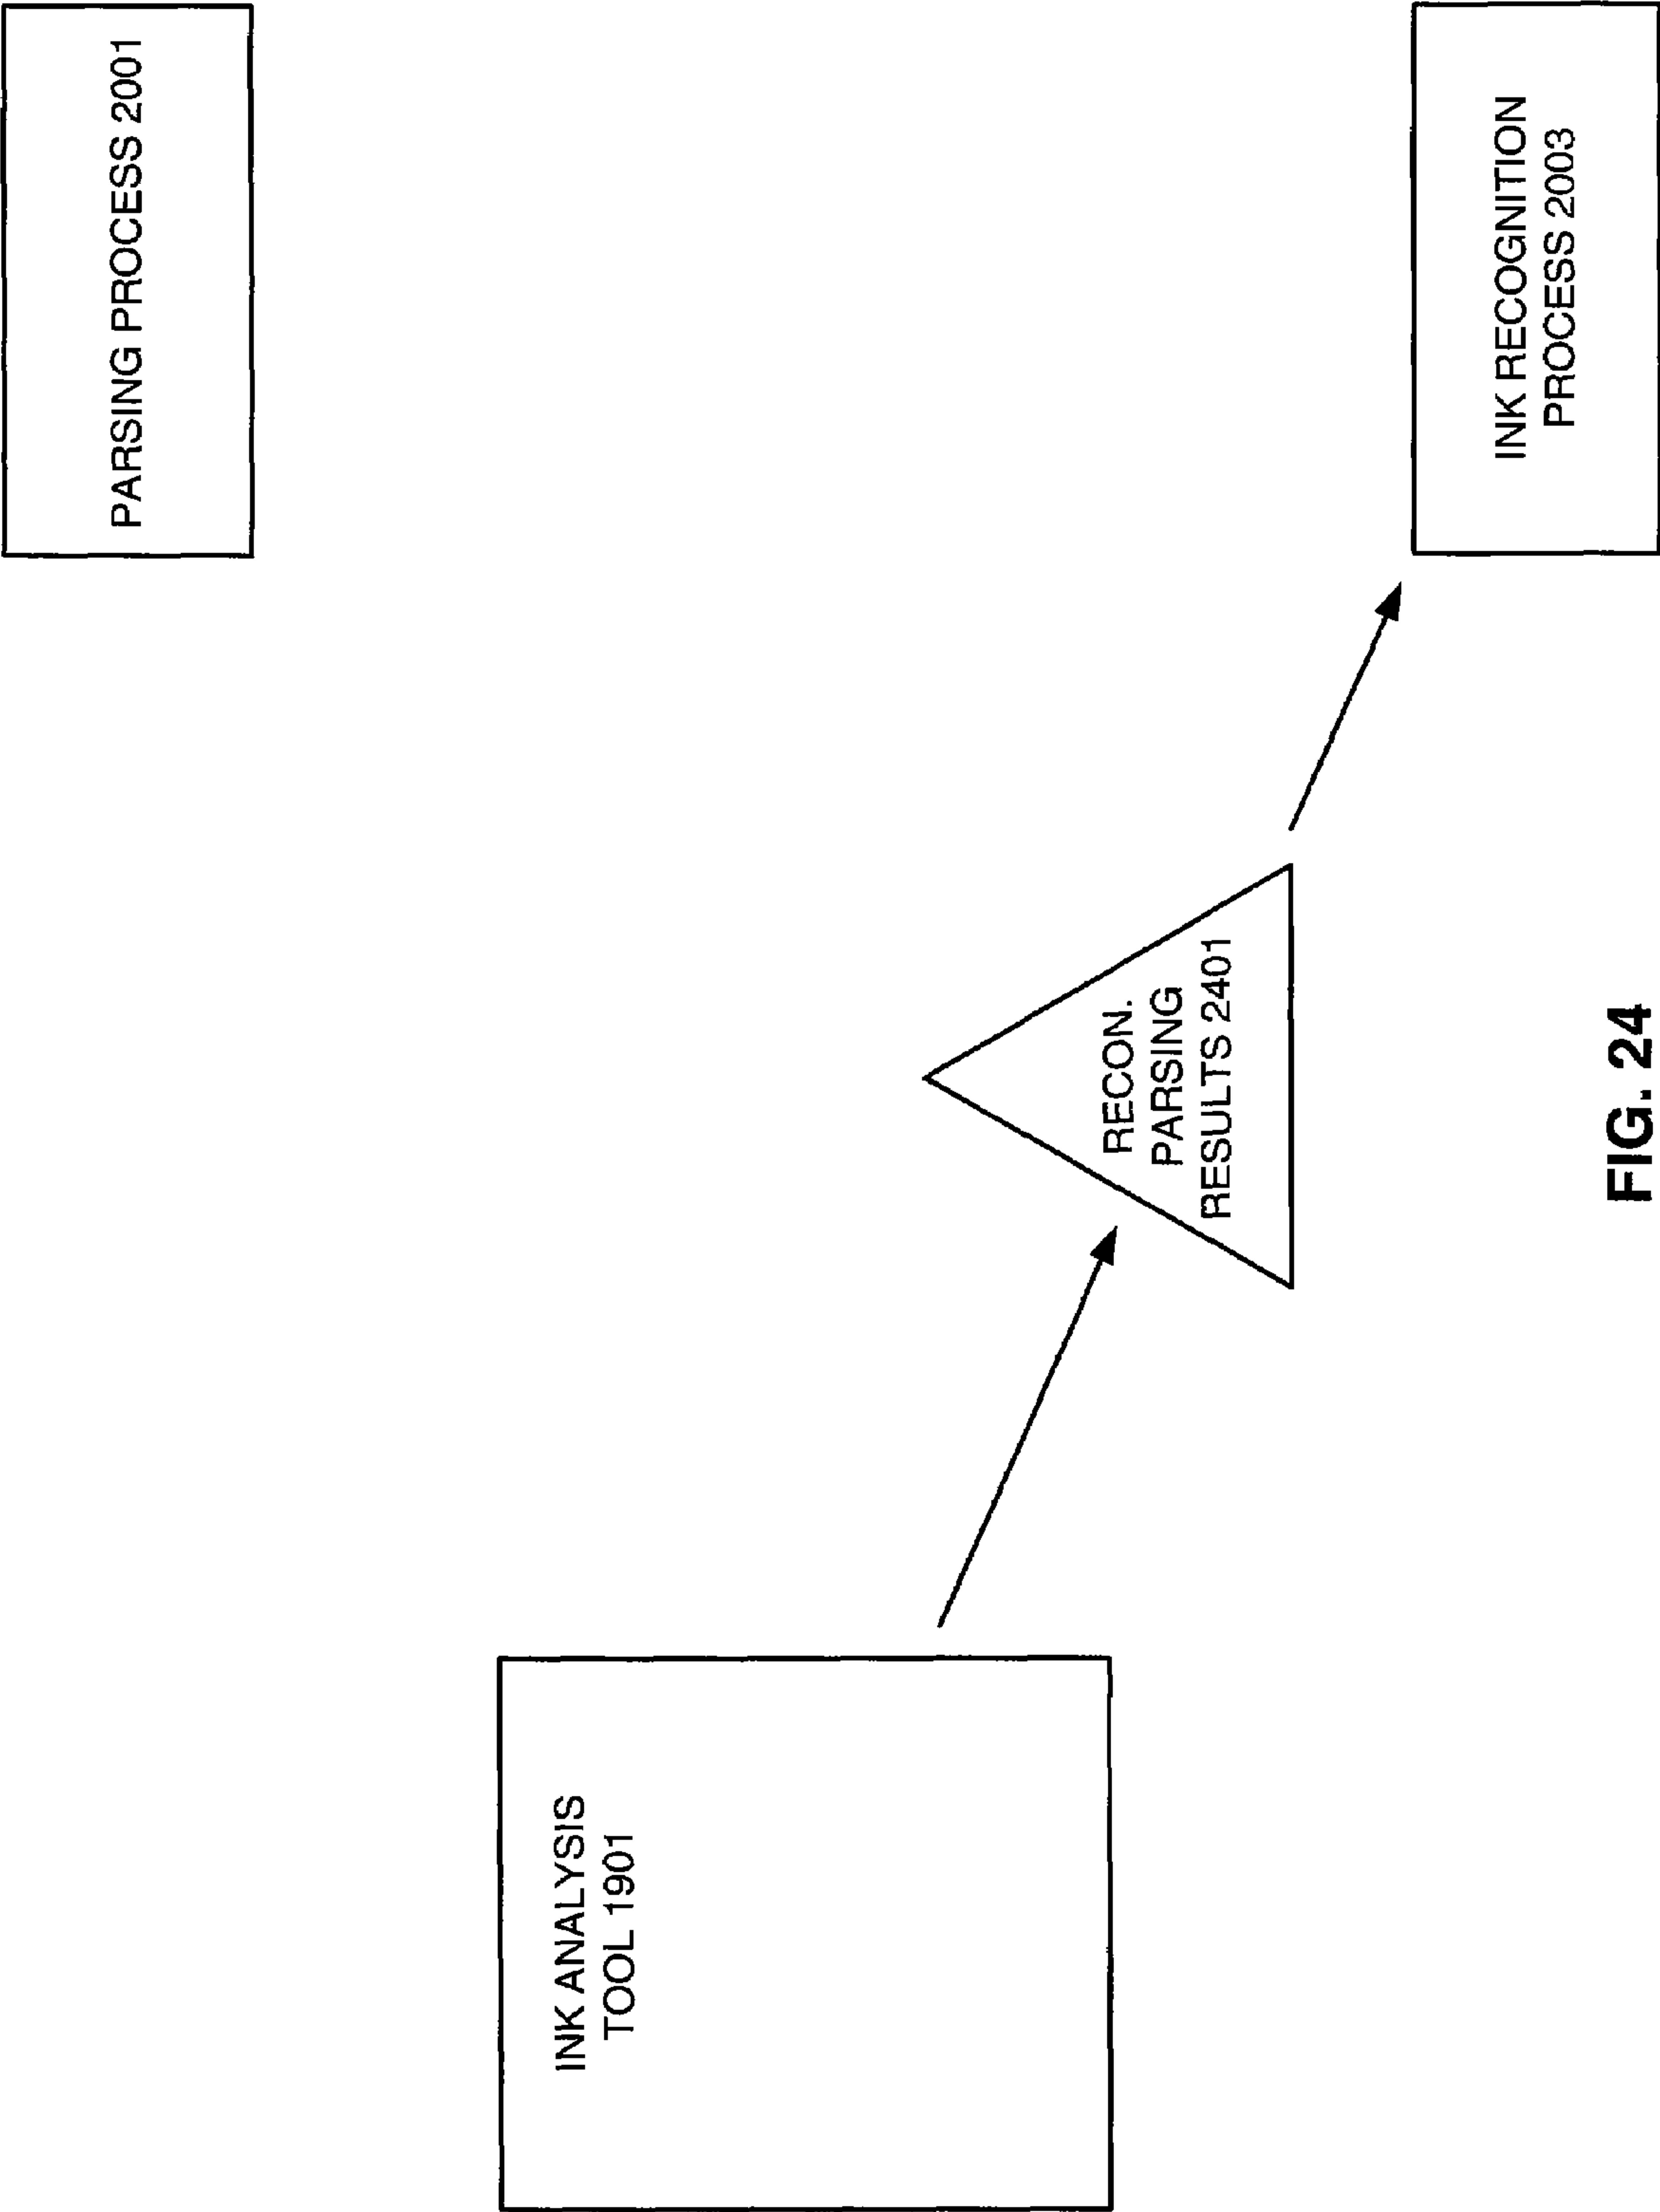 PARSING PROCESS 2001
INK ANALYSIS
TOOL 1901
RECON.
PARSING
RESULTS 2401
INK RECOGNITION
PROCESS 2003
FIG. 24